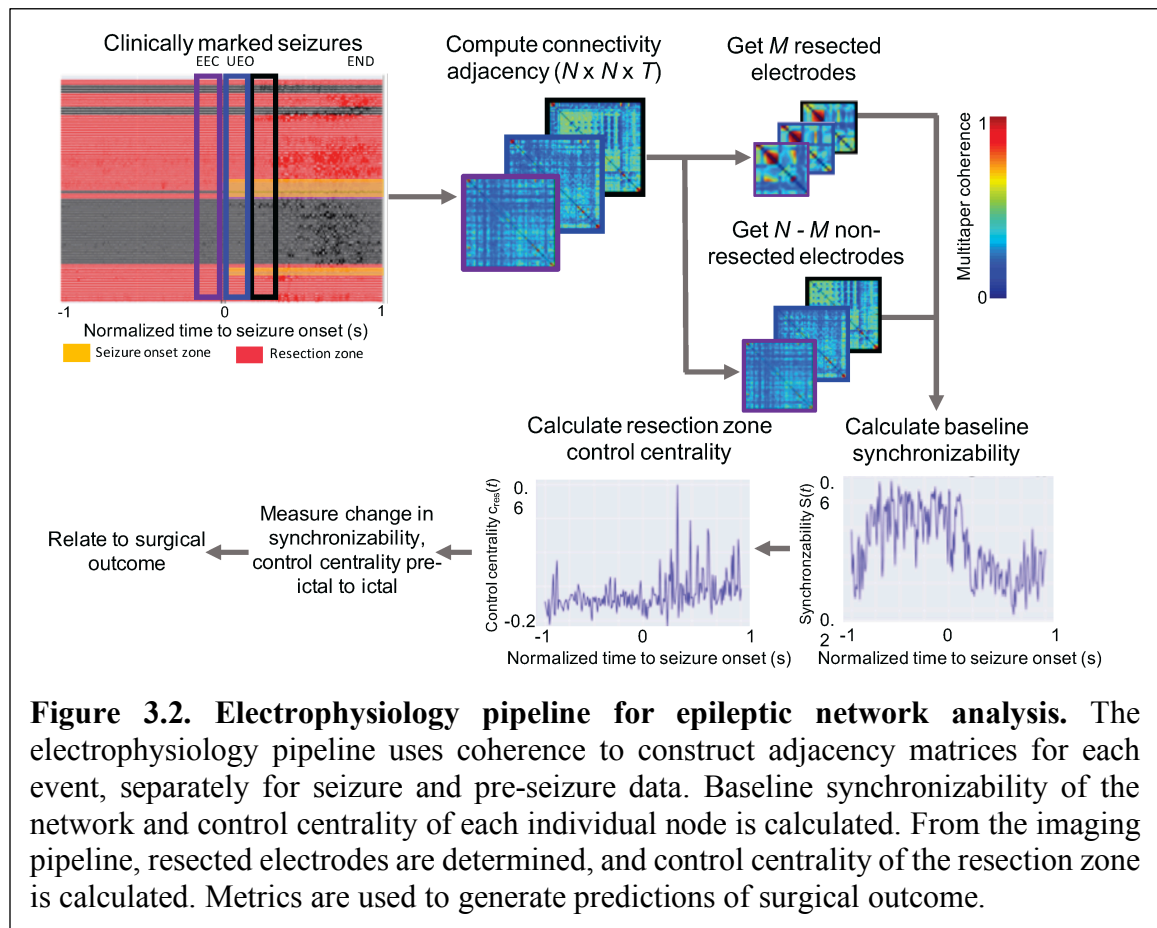 Clinically marked seizures
EEC UEO END
-1 0 1
Normalized time to seizure onset (s)
Seizure onset zone Resection zone
Compute connectivity
adjacency (N x N x T)
Get M resected
electrodes
Get N - M non-
resected electrodes
1
0
Multitaper coherence
Calculate baseline
synchronizability
Synchronzability S(t)
0.
6
0.
2
-1 0 1
Normalized time to seizure onset (s)
Calculate resection zone
control centrality
Control centrality cres(t)
0.
6
-0.2
-1 0 1
Normalized time to seizure onset (s)
Measure change in
synchronizability,
control centrality pre-
ictal to ictal
Relate to surgical
outcome
Figure 3.2. Electrophysiology pipeline for epileptic network analysis. The
electrophysiology pipeline uses coherence to construct adjacency matrices for each
event, separately for seizure and pre-seizure data. Baseline synchronizability of the
network and control centrality of each individual node is calculated. From the imaging
pipeline, resected electrodes are determined, and control centrality of the resection zone
is calculated. Metrics are used to generate predictions of surgical outcome.